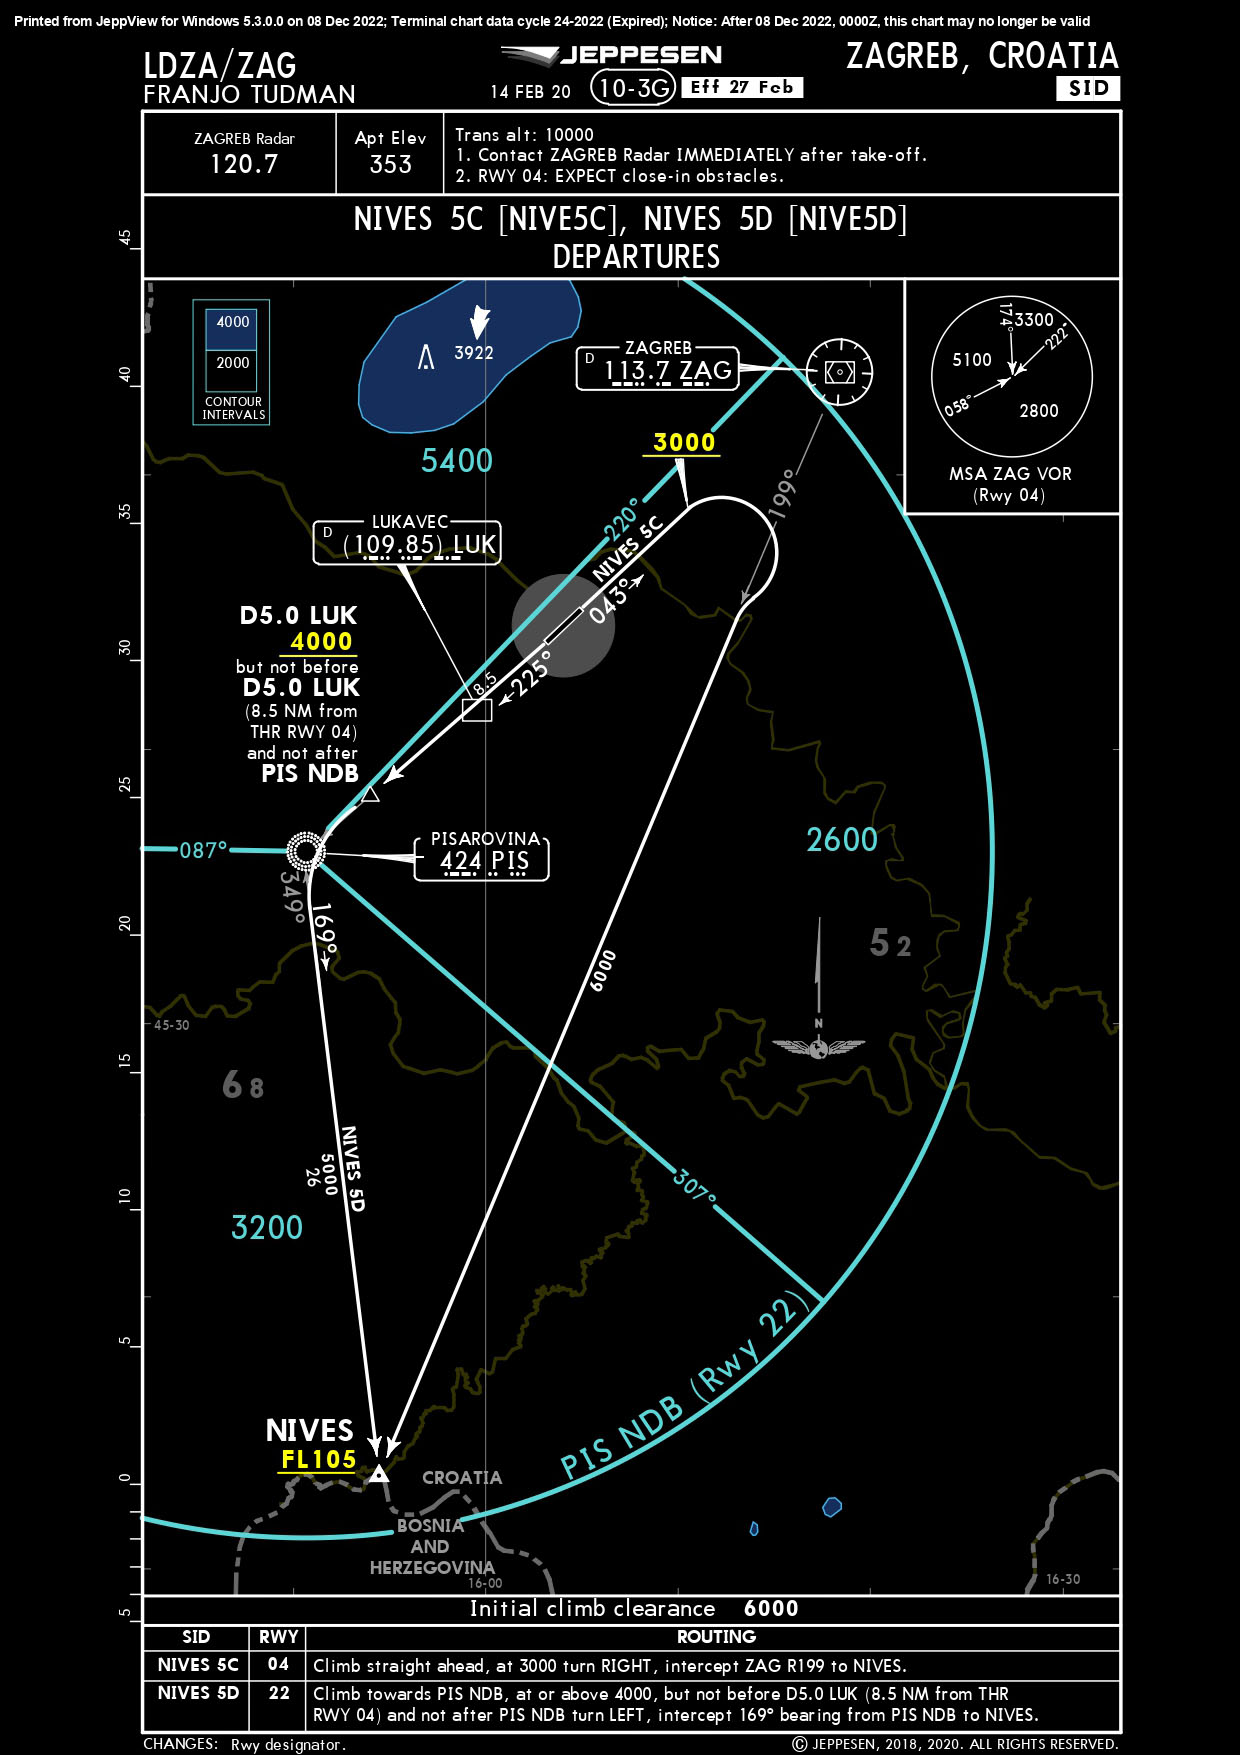 Printed from JeppView for Windows 5.3.0.0 on 08 Dec 2022; Terminal chart data cycle 24-2022 (Expired); Notice: After 08 Dec 2022, 0000Z, this chart may no longer be valid
LDZA/ZAG
FRANJO TUDMAN
JEPPESEN
14 FEB 20
10-3G
Eff 27 Feb
ZAGREB, CROATIA
SID
ZAGREB Radar
120.7
Apt Elev
353
Trans alt: 10000
1. Contact ZAGREB Radar IMMEDIATELY after take-off.
2. RWY 04: EXPECT close-in obstacles.
NIVES 5C [NIVE5C], NIVES 5D [NIVE5D]
DEPARTURES
45
40
35
30
25
20
15
10
5
0
5
4000
2000
CONTOUR
INTERVALS
3922
D
ZAGREB
113.7 ZAG
174°
3300
222°
5100
058°
2800
MSA ZAG VOR
(Rwy 04)
3000
5400
199°
220°
NIVES 5C
043°
D
LUKAVEC
(109.85) LUK
D5.0 LUK
4000
but not before
D5.0 LUK
(8.5 NM from
THR RWY 04)
and not after
PIS NDB
8.5
225°
087°
PISAROVINA
424 PIS
349°
169°
2600
52
6000
N
45-30
68
NIVES 5D
5000
26
307°
3200
PIS NDB (Rwy 22)
NIVES
FL105
CROATIA
BOSNIA
AND
HERZEGOVINA
16-00
16-30
Initial climb clearance 6000
SID RWY ROUTING
NIVES 5C 04 Climb straight ahead, at 3000 turn RIGHT, intercept ZAG R199 to NIVES.
NIVES 5D 22 Climb towards PIS NDB, at or above 4000, but not before D5.0 LUK (8.5 NM from THR
RWY 04) and not after PIS NDB turn LEFT, intercept 169° bearing from PIS NDB to NIVES.
CHANGES: Rwy designator.
© JEPPESEN, 2018, 2020. ALL RIGHTS RESERVED.